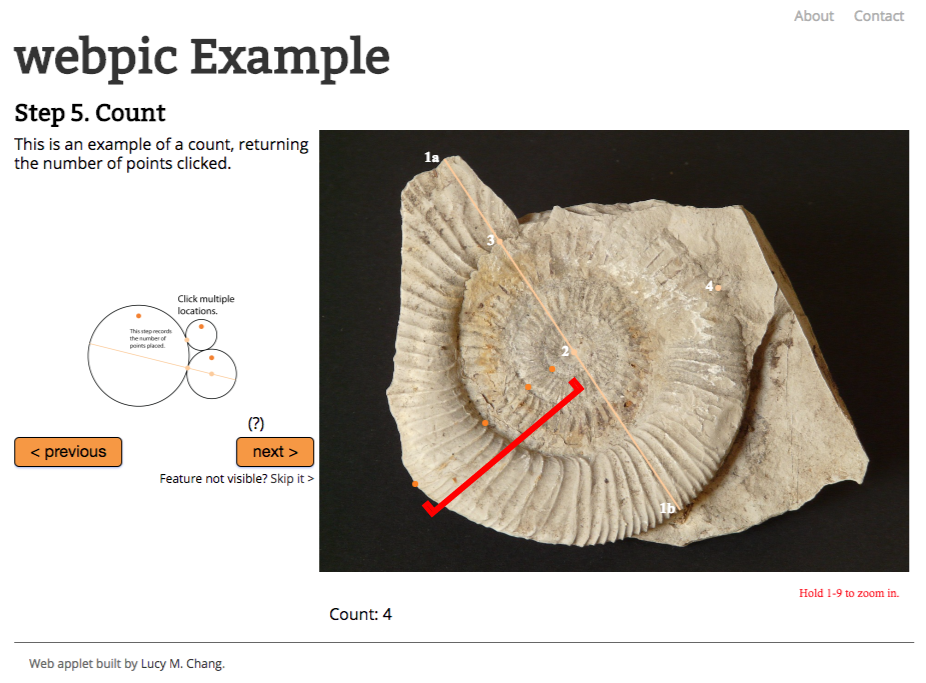 About Contact
webpic Example
Step 5. Count
This is an example of a count, returning
the number of points clicked.
Click multiple
locations.
This step records
the number of
points placed.
(?)
< previous
next >
Feature not visible? Skip it >
1a
3
4
2
1b
Hold 1-9 to zoom in.
Count: 4
Web applet built by Lucy M. Chang.